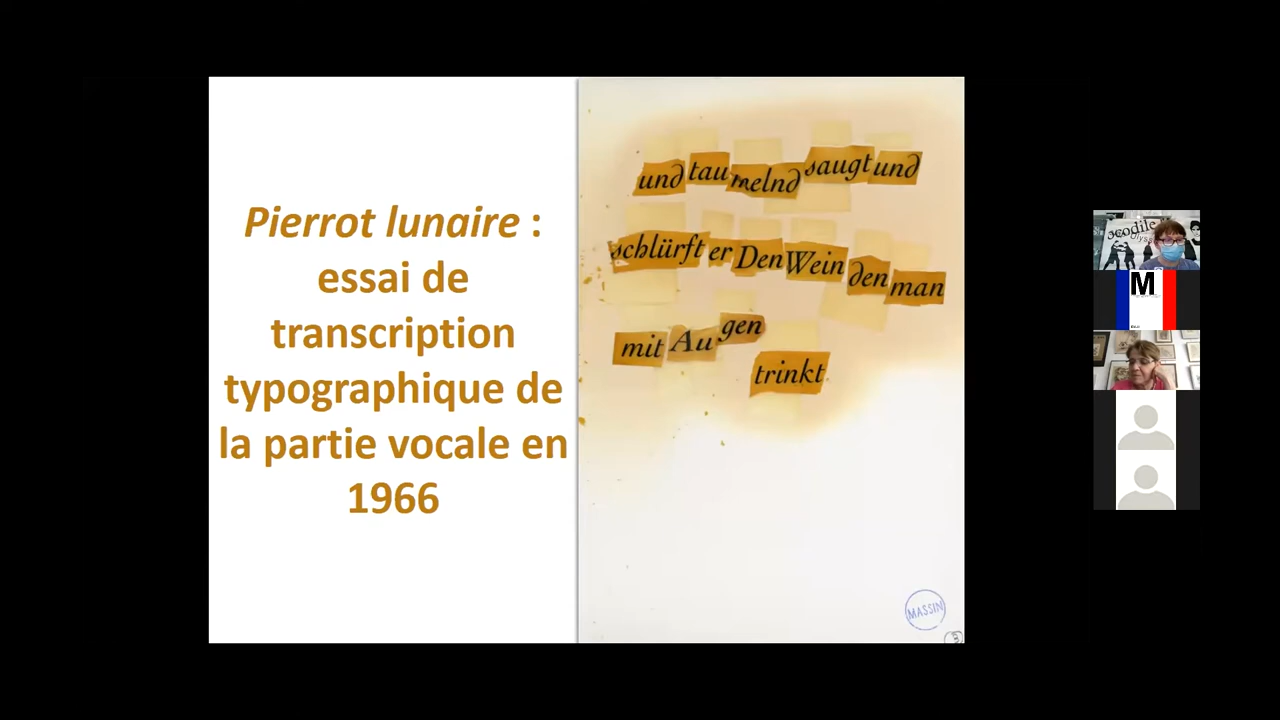 Pierrot lunaire :
essai de
transcription
typographique de
la partie vocale en
1966
und taumelnd saugt und
schlürft er Den Wein den man
mit Augen
trinkt
MASSIN
M